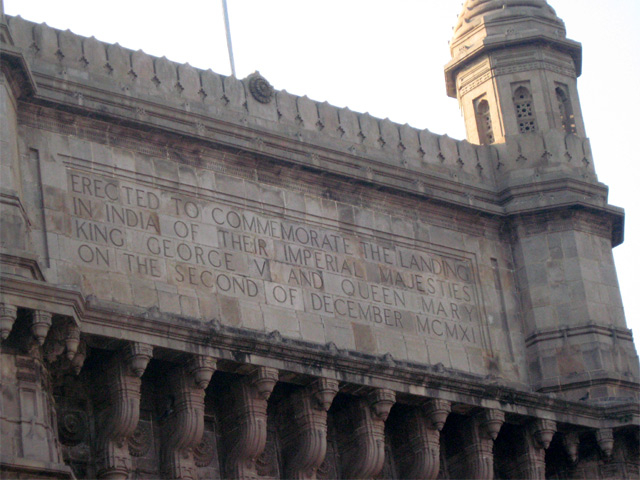 ERECTED TO COMMEMORATE THE LANDING
IN INDIA OF THEIR IMPERIAL MAJESTIES
KING GEORGE V AND QUEEN MARY
ON THE SECOND OF DECEMBER MCMXI